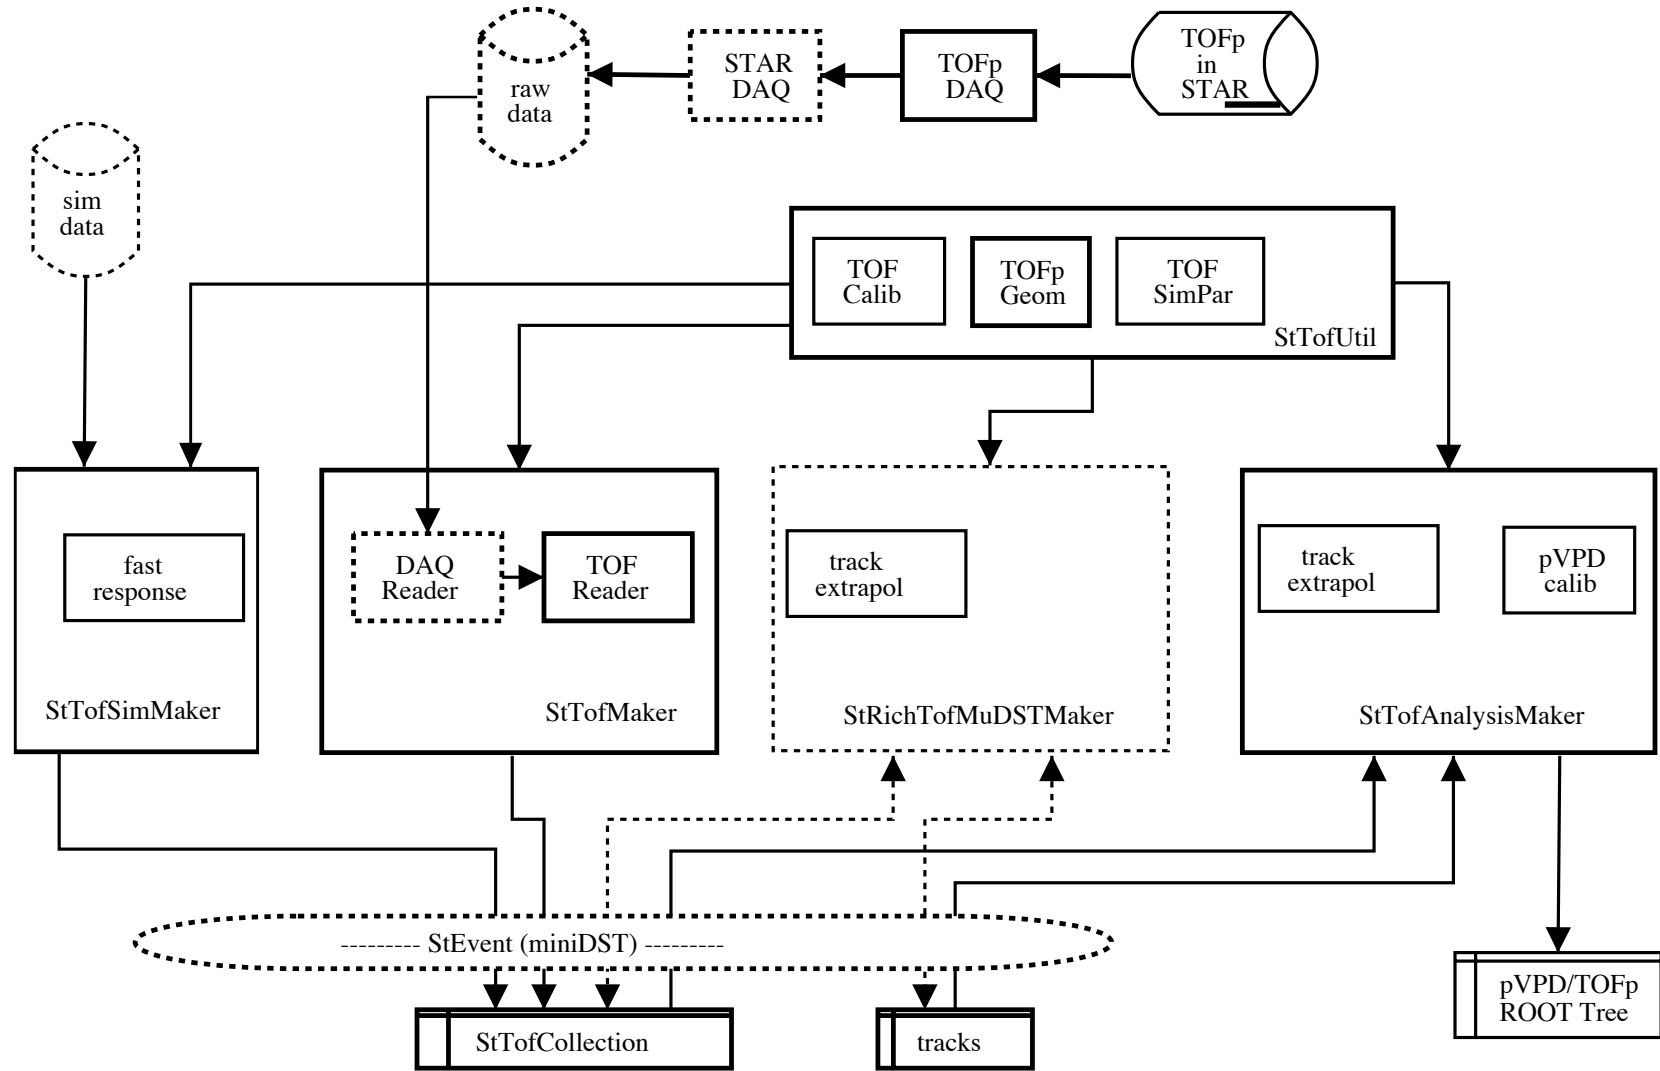 raw
data
STAR
DAQ
TOFp
DAQ
TOFp
in
STAR
sim
data
TOF
Calib
TOFp
Geom
TOF
SimPar
StTofUtil
fast
response
StTofSimMaker
DAQ
Reader
TOF
Reader
StTofMaker
track
extrapol
StRichTofMuDSTMaker
track
extrapol
pVPD
calib
StTofAnalysisMaker
--------- StEvent (miniDST) ---------
StTofCollection
tracks
pVPD/TOFp
ROOT Tree